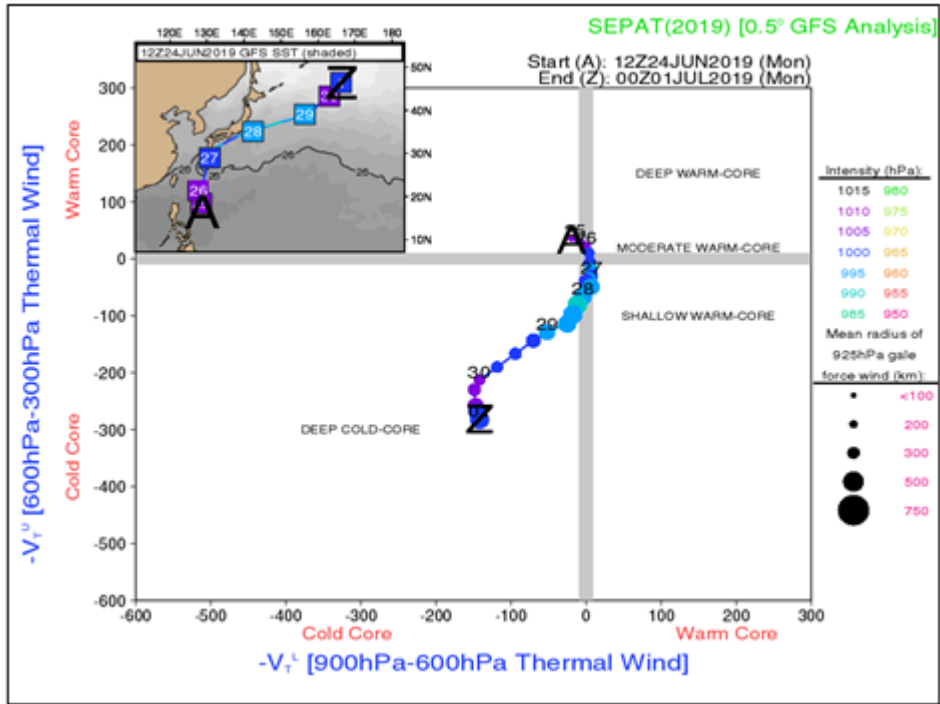 SEPAT(2019) [0.5° GFS Analysis]
Start (A): 12Z24JUN2019 (Mon)
End (Z): 00Z01JUL2019 (Mon)
120E 130E 140E 150E 160E 170E 180
12Z24JUN2019 GFS SST (shaded)
50N
40N
30N
20N
10N
Z
29
28
27
26
A
26
26
26
-V_T^U [600hPa-300hPa Thermal Wind]
Warm Core
Cold Core
300
200
100
0
-100
-200
-300
-400
-500
-600
DEEP WARM-CORE
MODERATE WARM-CORE
SHALLOW WARM-CORE
DEEP COLD-CORE
A
27
28
29
30
Z
-600 -500 -400 -300 -200 -100 0 100 200 300
Cold Core Warm Core
-V_T^L [900hPa-600hPa Thermal Wind]
Intensity (hPa):
1015 980
1010 975
1005 970
1000 965
995 960
990 955
985 950
Mean radius of
925hPa gale
force wind (km):
<100
200
300
500
750